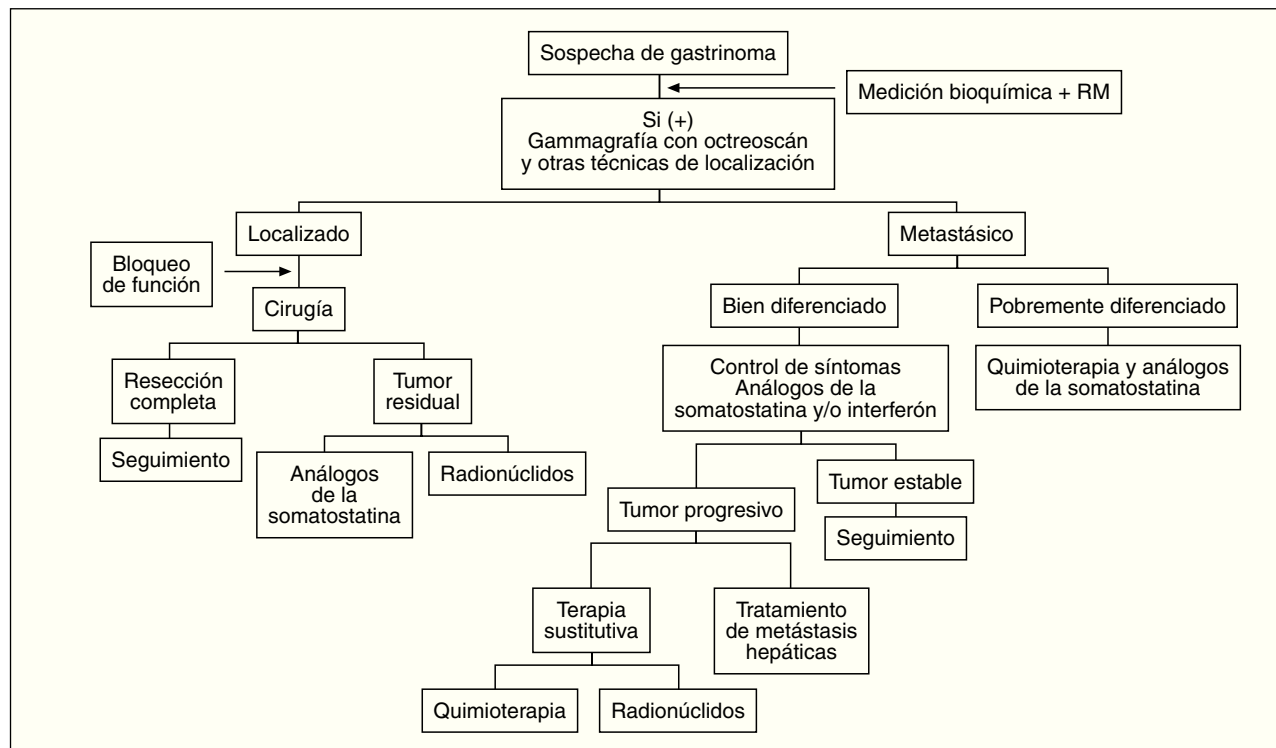 Sospecha de gastrinoma
Medición bioquímica + RM
Si (+)
Gammagrafía con octreoscán
y otras técnicas de localización
Localizado
Metastásico
Bloqueo
de función
Cirugía
Bien diferenciado
Pobremente diferenciado
Resección
completa
Tumor
residual
Control de síntomas
Análogos de la
somatostatina y/o interferón
Quimioterapia y análogos
de la somatostatina
Seguimiento
Análogos
de la
somatostatina
Radionúclidos
Tumor progresivo
Tumor estable
Seguimiento
Terapia
sustitutiva
Tratamiento
de metástasis
hepáticas
Quimioterapia
Radionúclidos